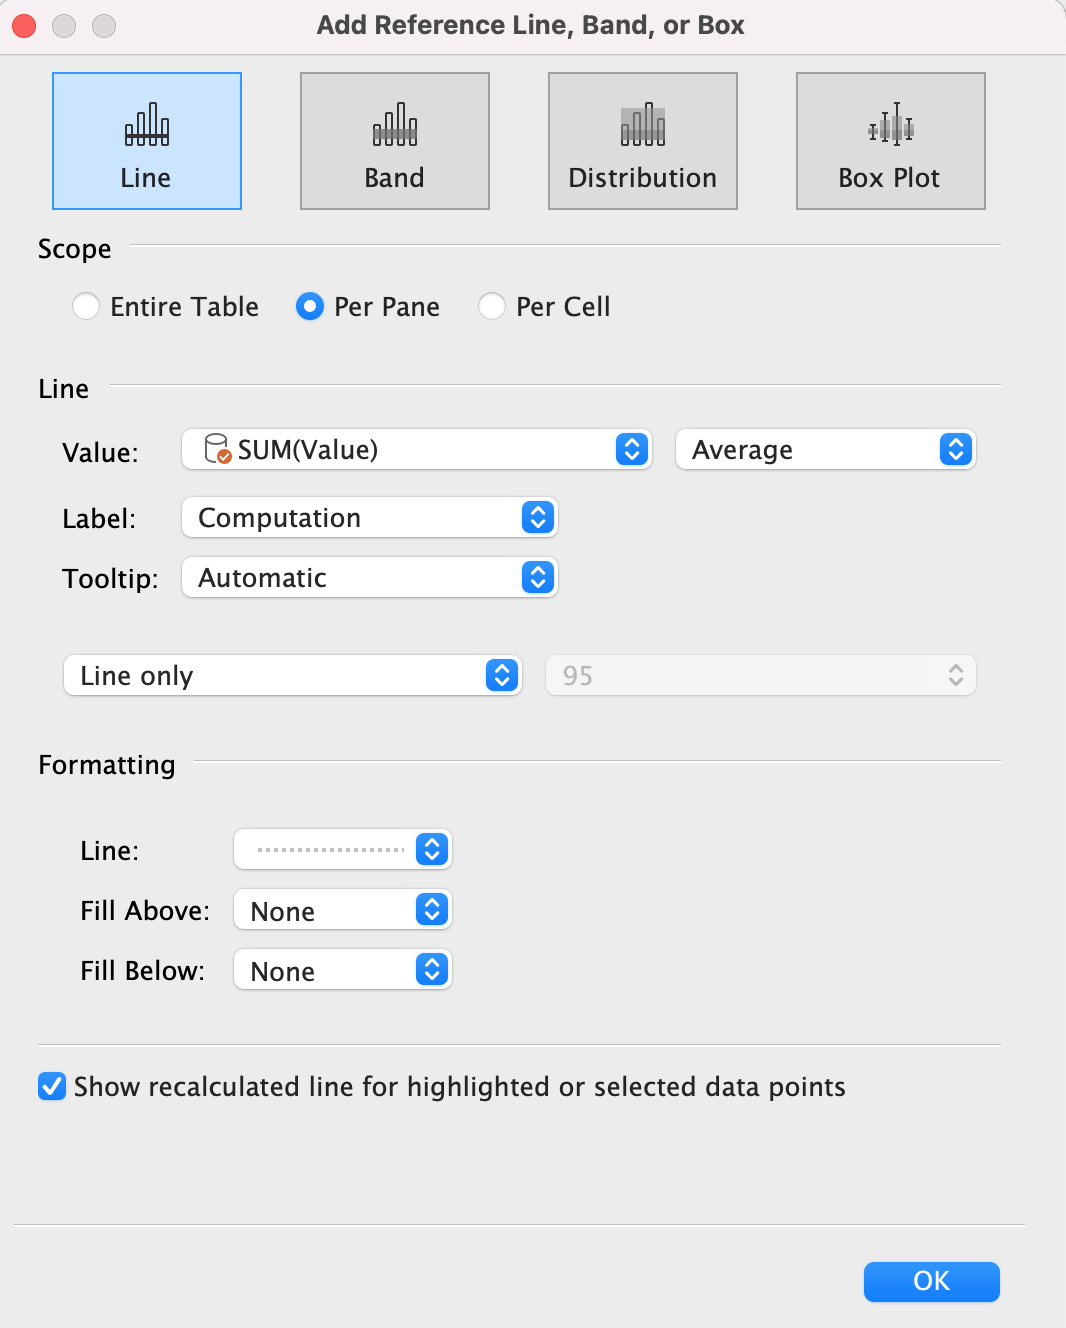 Add Reference Line, Band, or Box
Line Band Distribution Box Plot
Scope
Entire Table Per Pane Per Cell
Line
Value: SUM(Value) Average
Label: Computation
Tooltip: Automatic
Line only 95
Formatting
Line:
Fill Above: None
Fill Below: None
Show recalculated line for highlighted or selected data points
OK